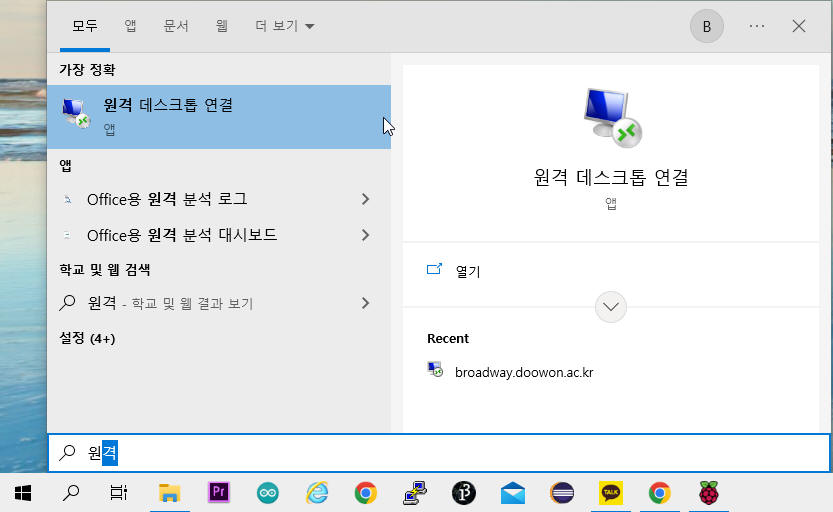 모두 앱 문서 웹 더 보기 B
가장 정확
원격 데스크톱 연결
앱
앱
Office용 원격 분석 로그
Office용 원격 분석 대시보드
학교 및 웹 검색
원격 - 학교 및 웹 결과 보기
설정 (4+)
원격 데스크톱 연결
앱
열기
Recent
broadway.doowon.ac.kr
원격
Pr
i3
TALK